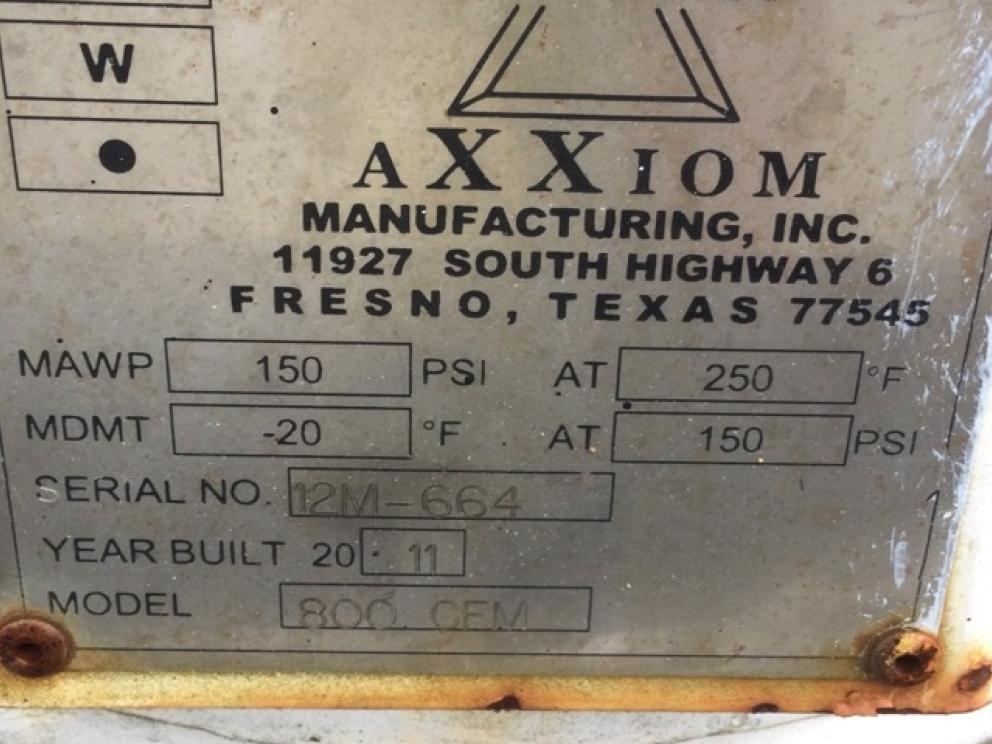 W
AXXIOM
MANUFACTURING, INC.
11927 SOUTH HIGHWAY 6
FRESNO, TEXAS 77545
MAWP 150 PSI AT 250 °F
MDMT -20 °F AT 150 PSI
SERIAL NO. 12M-664
YEAR BUILT 20 11
MODEL 800 CFM